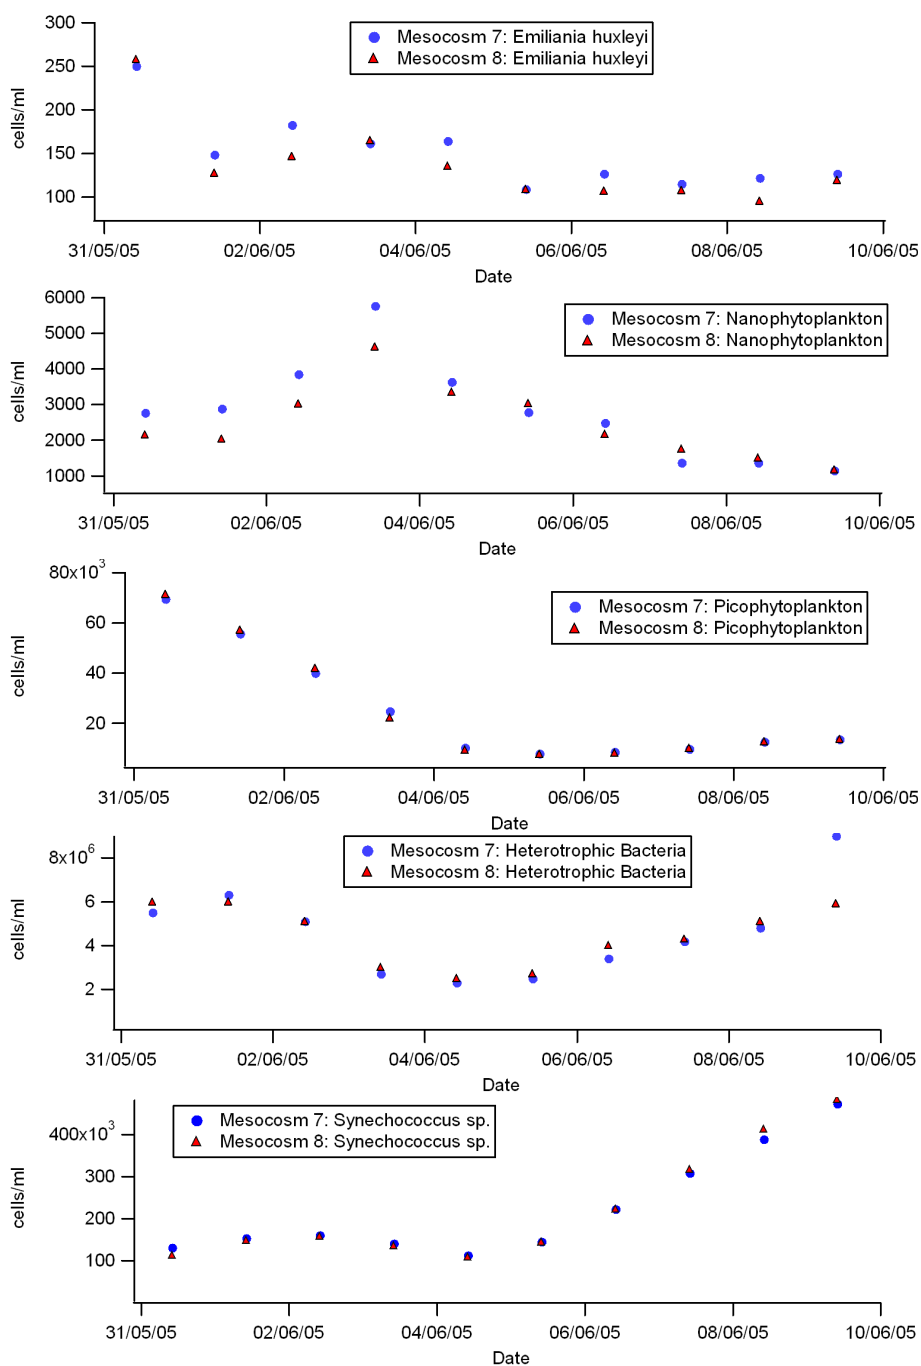 300
250
200
150
100
cells/ml
Mesocosm 7: Emiliania huxleyi
Mesocosm 8: Emiliania huxleyi
31/05/05 02/06/05 04/06/05 06/06/05 08/06/05 10/06/05
Date
6000
5000
4000
3000
2000
1000
cells/ml
Mesocosm 7: Nanophytoplankton
Mesocosm 8: Nanophytoplankton
31/05/05 02/06/05 04/06/05 06/06/05 08/06/05 10/06/05
Date
80x10³
60
40
20
cells/ml
Mesocosm 7: Picophytoplankton
Mesocosm 8: Picophytoplankton
31/05/05 02/06/05 04/06/05 06/06/05 08/06/05 10/06/05
Date
8x10⁶
6
4
2
cells/ml
Mesocosm 7: Heterotrophic Bacteria
Mesocosm 8: Heterotrophic Bacteria
31/05/05 02/06/05 04/06/05 06/06/05 08/06/05 10/06/05
Date
400x10³
300
200
100
cells/ml
Mesocosm 7: Synechococcus sp.
Mesocosm 8: Synechococcus sp.
31/05/05 02/06/05 04/06/05 06/06/05 08/06/05 10/06/05
Date